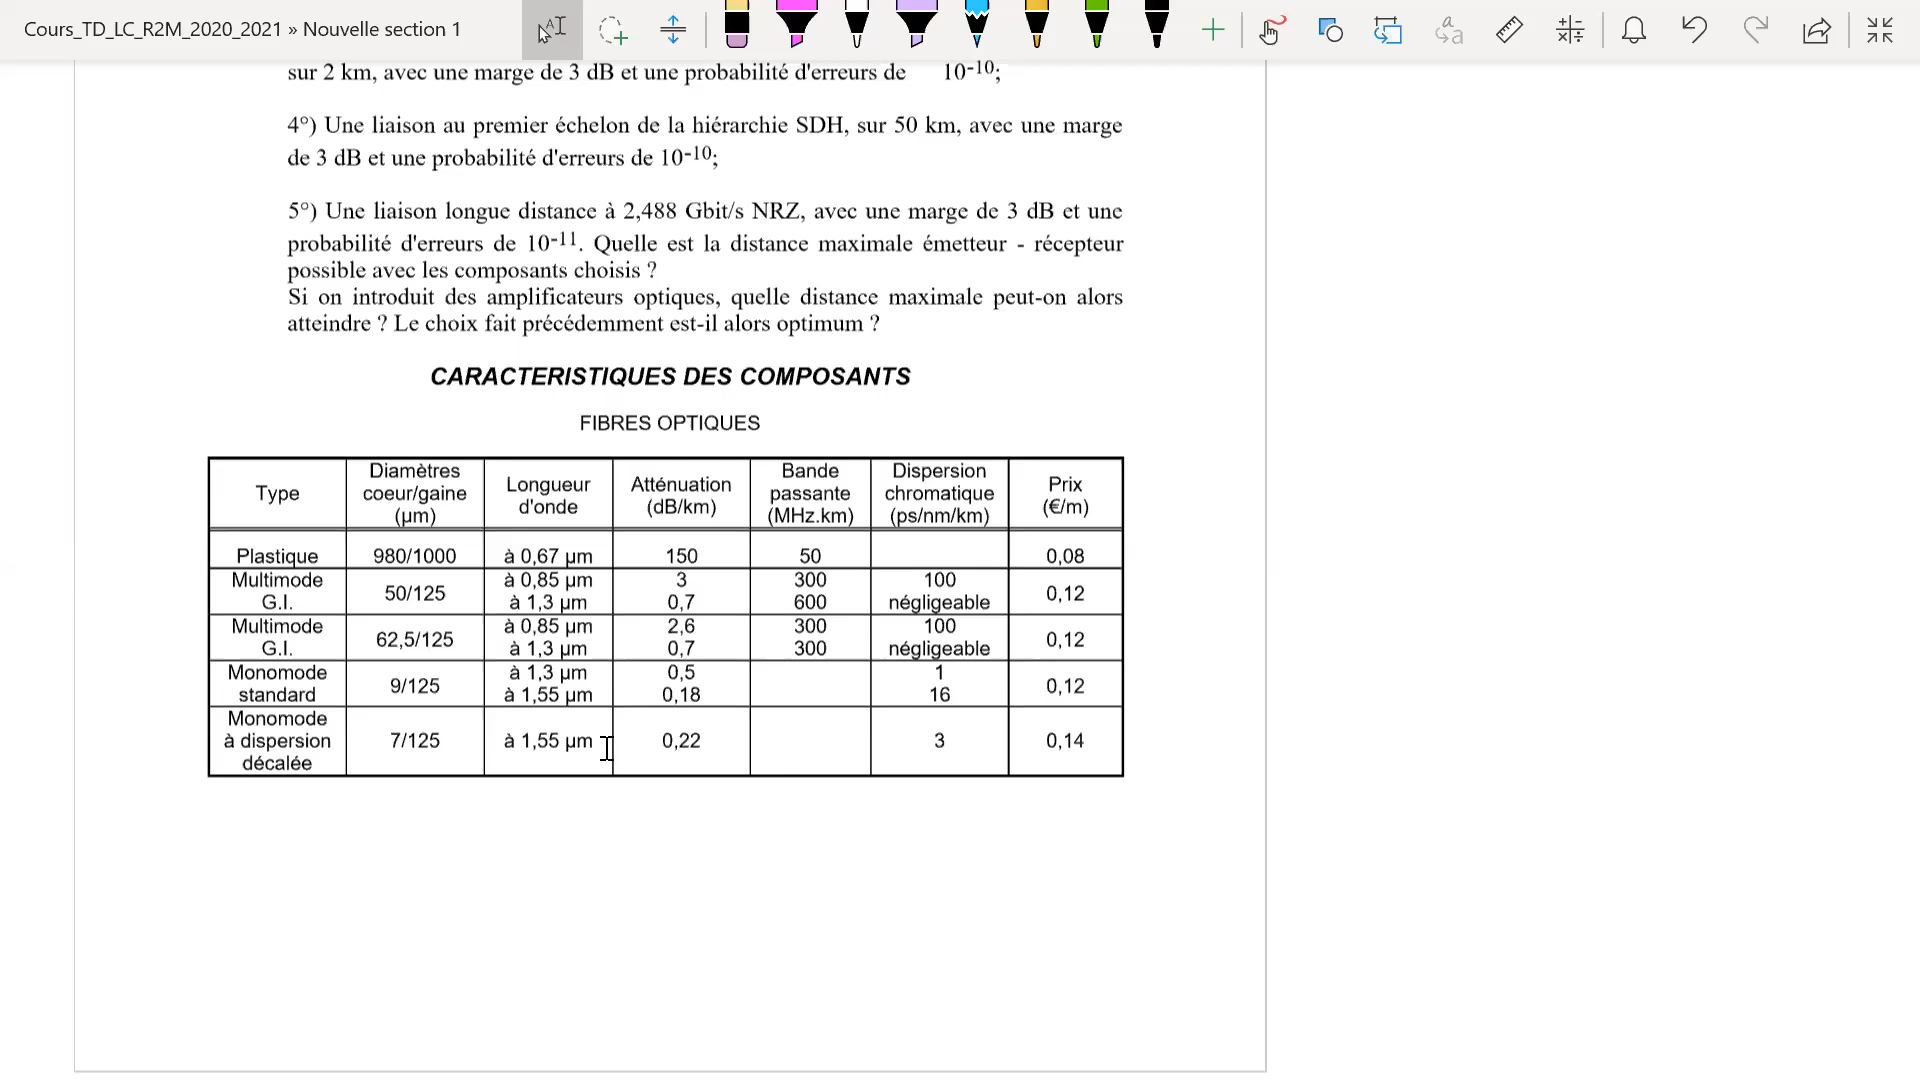 Cours_TD_LC_R2M_2020_2021 » Nouvelle section 1
sur 2 km, avec une marge de 3 dB et une probabilité d'erreurs de 10-10;
4°) Une liaison au premier échelon de la hiérarchie SDH, sur 50 km, avec une marge
de 3 dB et une probabilité d'erreurs de 10-10;
5°) Une liaison longue distance à 2,488 Gbit/s NRZ, avec une marge de 3 dB et une
probabilité d'erreurs de 10-11. Quelle est la distance maximale émetteur - récepteur
possible avec les composants choisis ?
Si on introduit des amplificateurs optiques, quelle distance maximale peut-on alors
atteindre ? Le choix fait précédemment est-il alors optimum ?
CARACTERISTIQUES DES COMPOSANTS
FIBRES OPTIQUES
Type
Diamètres
coeur/gaine
(µm)
Longueur
d'onde
Atténuation
(dB/km)
Bande
passante
(MHz.km)
Dispersion
chromatique
(ps/nm/km)
Prix
(€/m)
Plastique 980/1000 à 0,67 µm 150 50 0,08
Multimode
G.I.
50/125
à 0,85 µm 3 300 100
à 1,3 µm 0,7 600 négligeable
0,12
Multimode
G.I.
62,5/125
à 0,85 µm 2,6 300 100
à 1,3 µm 0,7 300 négligeable
0,12
Monomode
standard
9/125
à 1,3 µm 0,5 1
à 1,55 µm 0,18 16
0,12
Monomode
à dispersion
décalée
7/125 à 1,55 µm 0,22 3 0,14